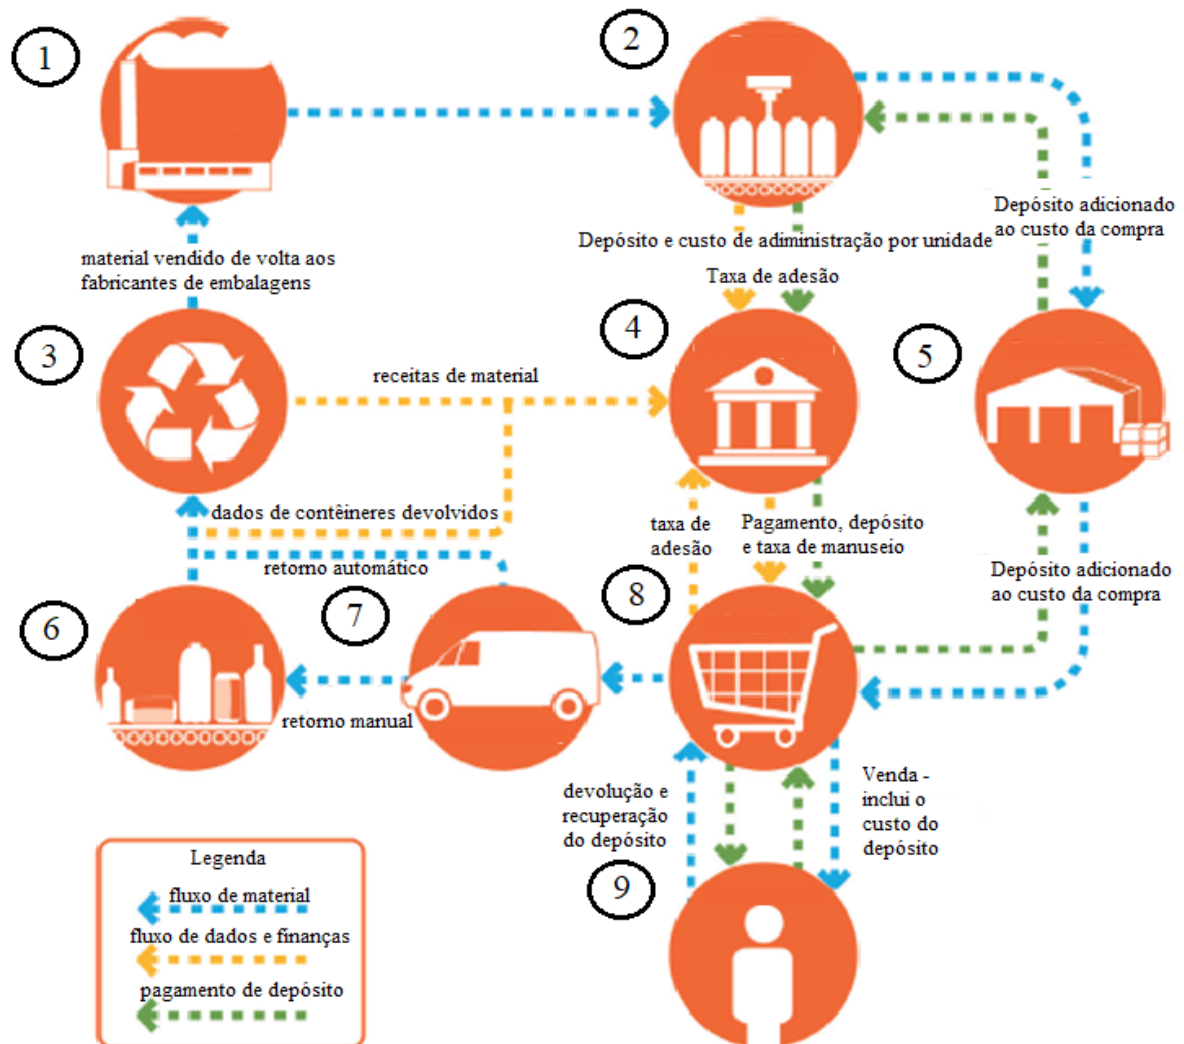 1
2
Depósito adicionado
ao custo da compra
Depósito e custo de adiministração por unidade
Taxa de adesão
material vendido de volta aos
fabricantes de embalagens
3
4
5
receitas de material
dados de contêineres devolvidos
retorno automático
taxa de
adesão
Pagamento, depósito
e taxa de manuseio
Depósito adicionado
ao custo da compra
6
7
8
retorno manual
devolução e
recuperação
do depósito
Venda -
inclui o
custo do
depósito
9
Legenda
fluxo de material
fluxo de dados e finanças
pagamento de depósito